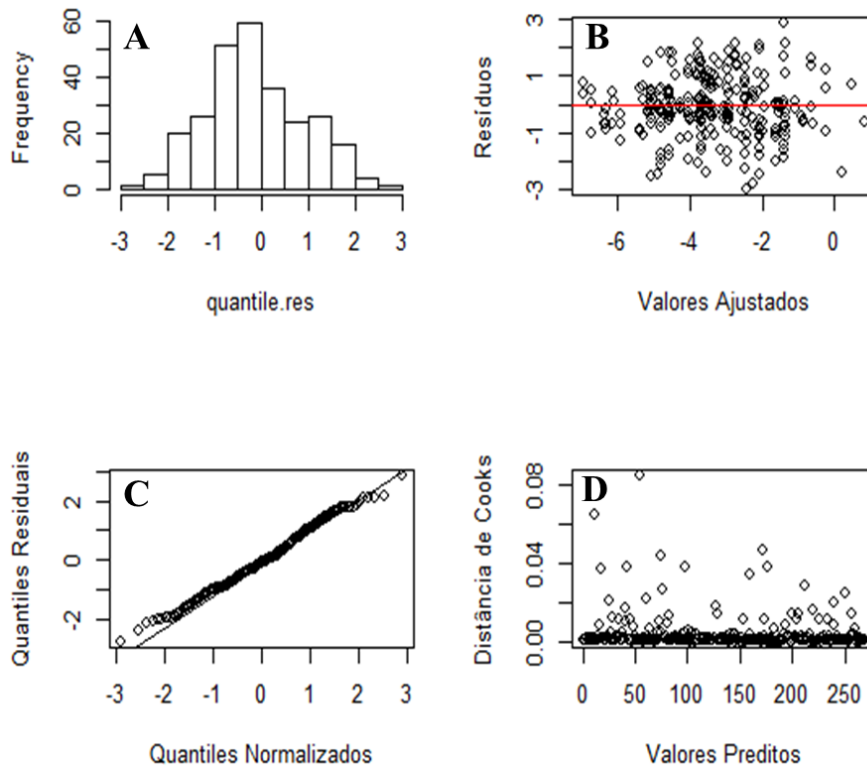 A
Frequency
0 20 40 60
-3 -2 -1 0 1 2 3
quantile.res
B
Resíduos
-3 -1 1 3
-6 -4 -2 0
Valores Ajustados
C
Quantiles Residuais
-2 0 2
-3 -2 -1 0 1 2 3
Quantiles Normalizados
D
Distância de Cooks
0.00 0.04 0.08
0 50 100 150 200 250
Valores Preditos